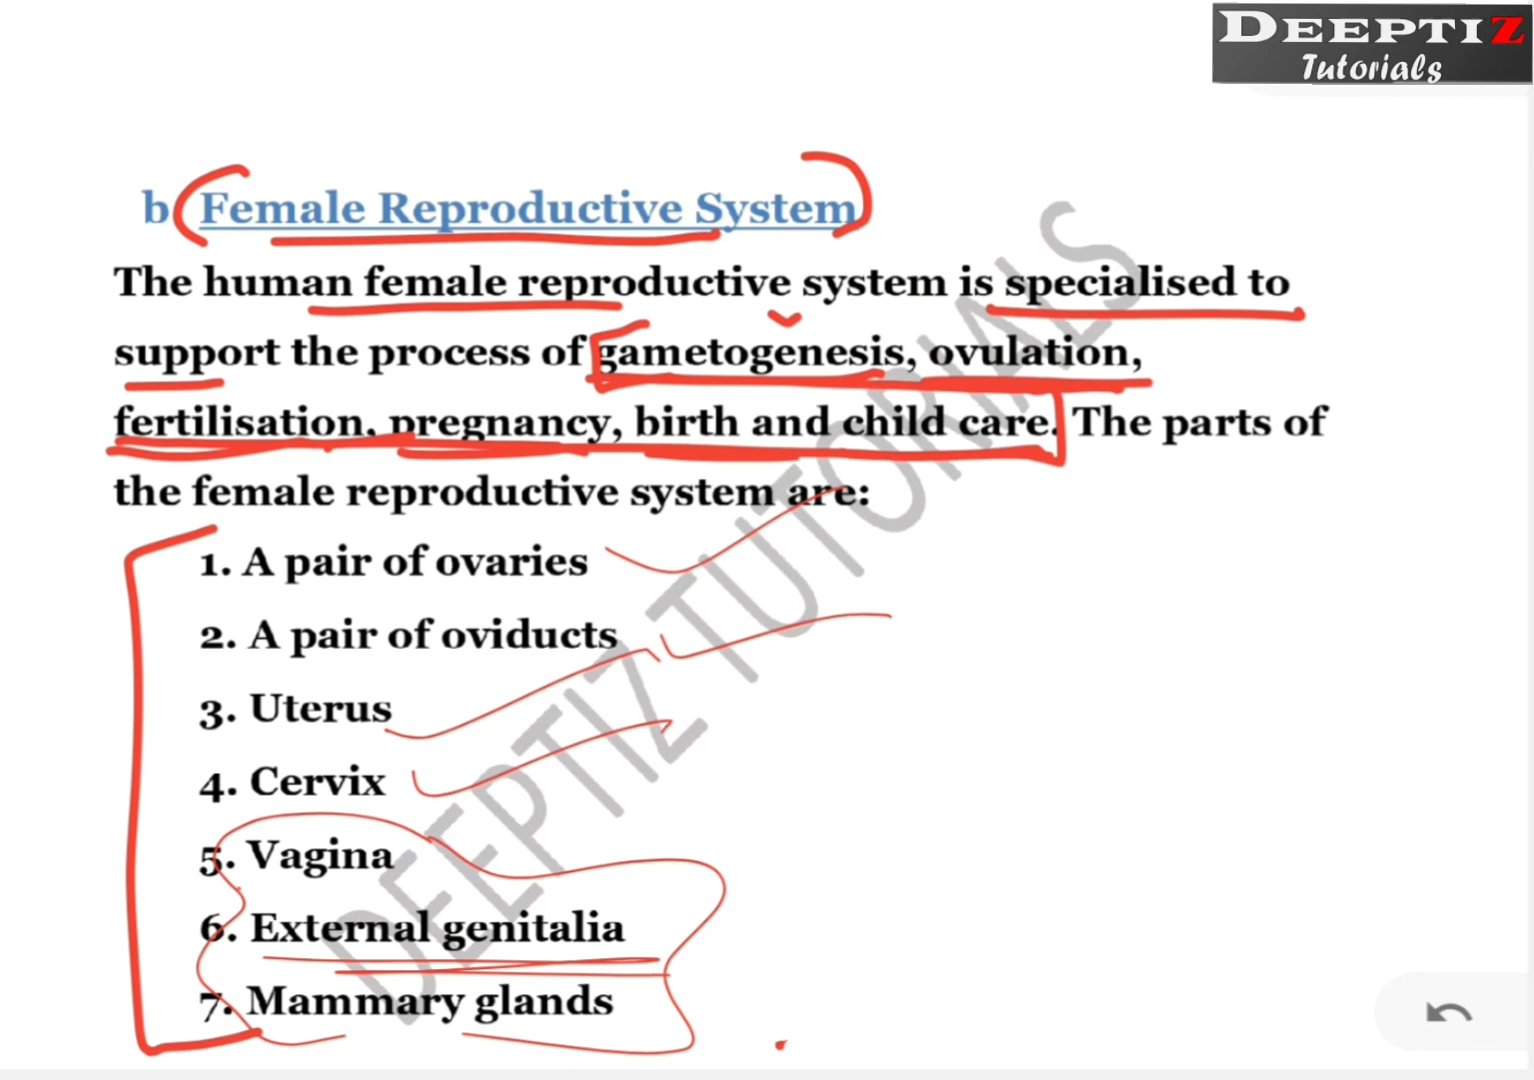 DEEPTIZ
Tutorials
b Female Reproductive System
The human female reproductive system is specialised to
support the process of gametogenesis, ovulation,
fertilisation, pregnancy, birth and child care. The parts of
the female reproductive system are:
1. A pair of ovaries
2. A pair of oviducts
3. Uterus
4. Cervix
5. Vagina
6. External genitalia
7. Mammary glands
DEEPTIZ TUTORIALS